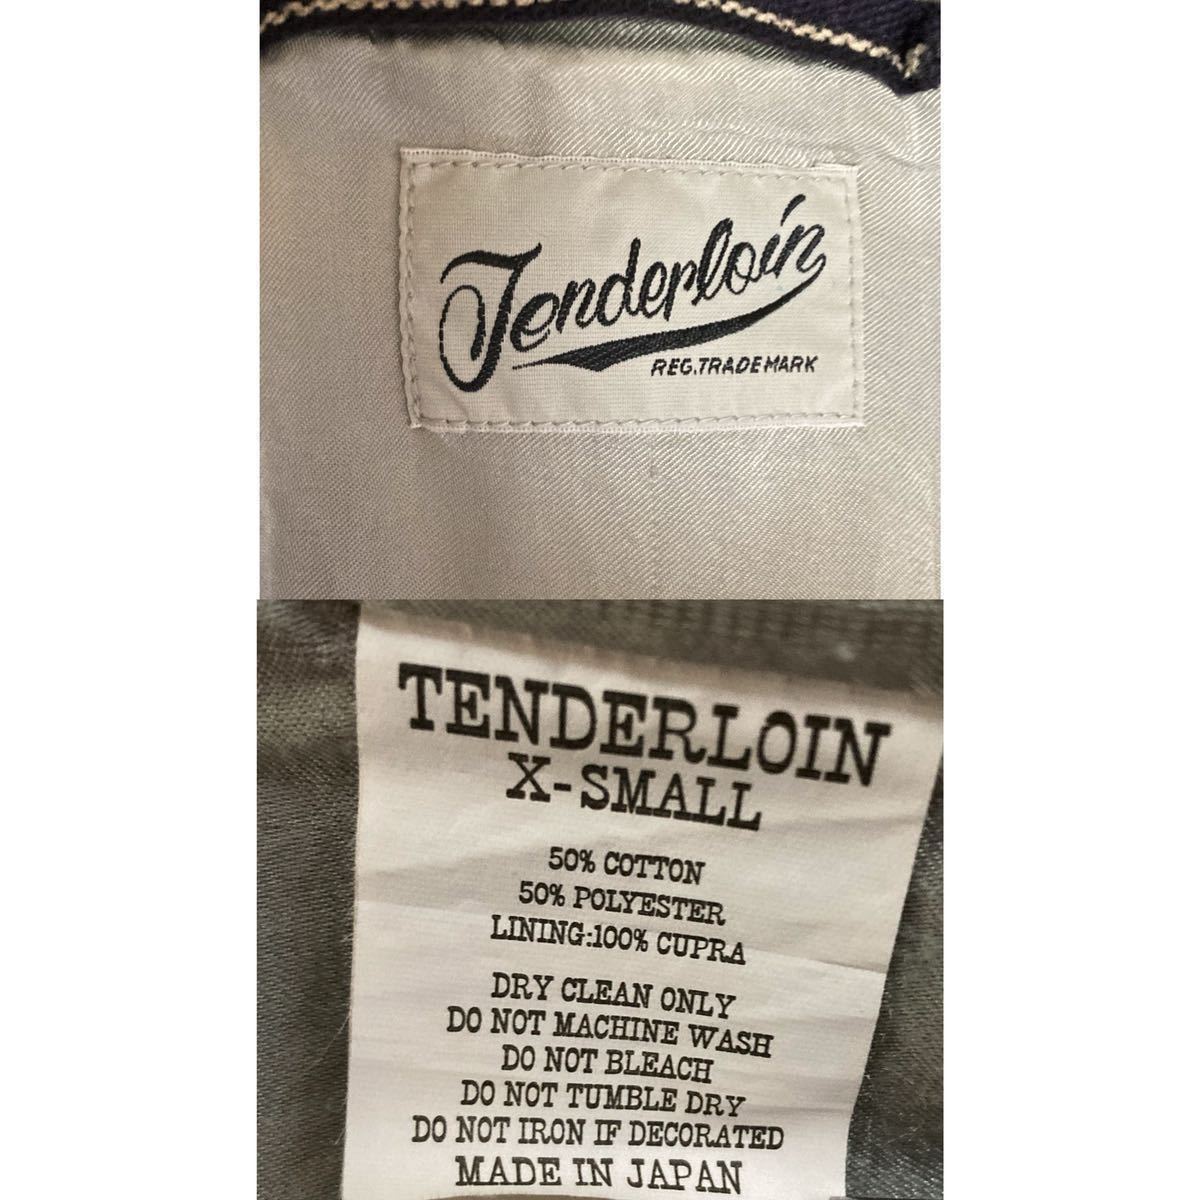 Tenderloin
REG.TRADEMARK
TENDERLOIN
X-SMALL
50% COTTON
50% POLYESTER
LINING:100% CUPRA
DRY CLEAN ONLY
DO NOT MACHINE WASH
DO NOT BLEACH
DO NOT TUMBLE DRY
DO NOT IRON IF DECORATED
MADE IN JAPAN